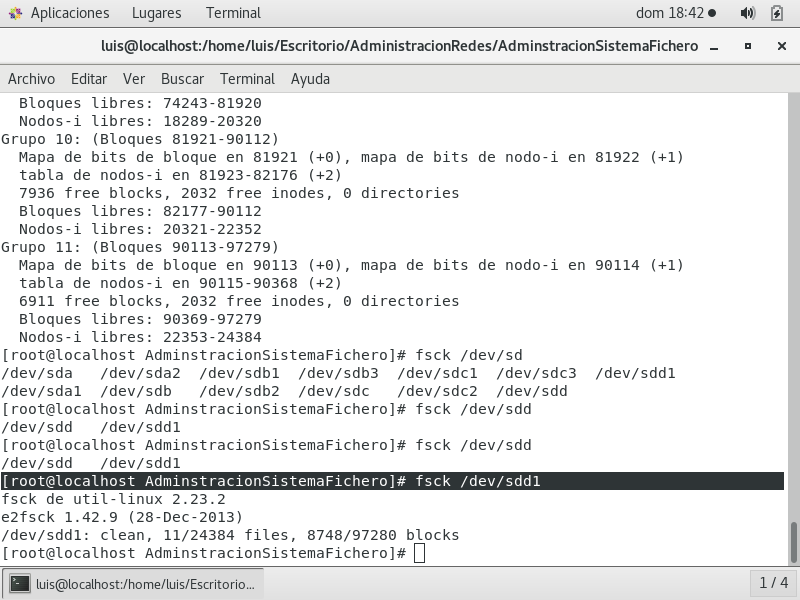 Aplicaciones Lugares Terminal dom 18:42
luis@localhost:/home/luis/Escritorio/AdministracionRedes/AdminstracionSistemaFichero
Archivo Editar Ver Buscar Terminal Ayuda
Bloques libres: 74243-81920
Nodos-i libres: 18289-20320
Grupo 10: (Bloques 81921-90112)
Mapa de bits de bloque en 81921 (+0), mapa de bits de nodo-i en 81922 (+1)
tabla de nodos-i en 81923-82176 (+2)
7936 free blocks, 2032 free inodes, 0 directories
Bloques libres: 82177-90112
Nodos-i libres: 20321-22352
Grupo 11: (Bloques 90113-97279)
Mapa de bits de bloque en 90113 (+0), mapa de bits de nodo-i en 90114 (+1)
tabla de nodos-i en 90115-90368 (+2)
6911 free blocks, 2032 free inodes, 0 directories
Bloques libres: 90369-97279
Nodos-i libres: 22353-24384
[root@localhost AdminstracionSistemaFichero]# fsck /dev/sd
/dev/sda /dev/sda2 /dev/sdb1 /dev/sdb3 /dev/sdc1 /dev/sdc3 /dev/sdd1
/dev/sda1 /dev/sdb /dev/sdb2 /dev/sdc /dev/sdc2 /dev/sdd
[root@localhost AdminstracionSistemaFichero]# fsck /dev/sdd
/dev/sdd /dev/sdd1
[root@localhost AdminstracionSistemaFichero]# fsck /dev/sdd
/dev/sdd /dev/sdd1
[root@localhost AdminstracionSistemaFichero]# fsck /dev/sdd1
fsck de util-linux 2.23.2
e2fsck 1.42.9 (28-Dec-2013)
/dev/sdd1: clean, 11/24384 files, 8748/97280 blocks
[root@localhost AdminstracionSistemaFichero]#
luis@localhost:/home/luis/Escritorio... 1 / 4